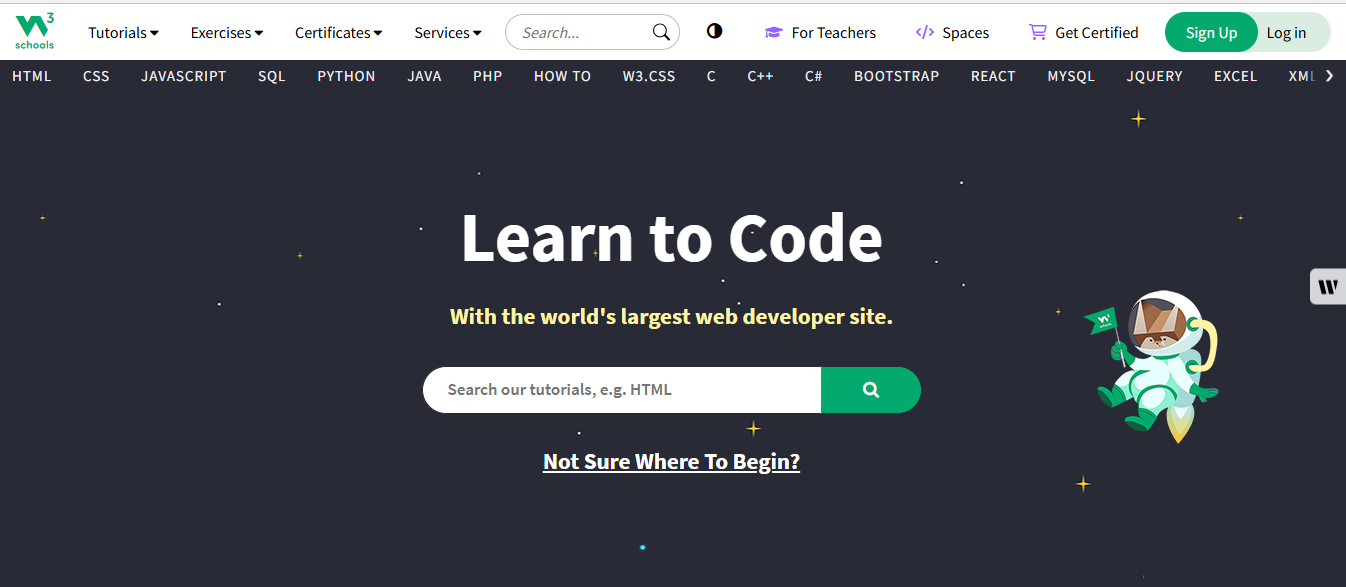 W3 schools
Tutorials Exercises Certificates Services Search... For Teachers Spaces Get Certified Sign Up Log in
HTML CSS JAVASCRIPT SQL PYTHON JAVA PHP HOW TO W3.CSS C C++ C# BOOTSTRAP REACT MYSQL JQUERY EXCEL XML
Learn to Code
With the world's largest web developer site.
Search our tutorials, e.g. HTML
Not Sure Where To Begin?
W